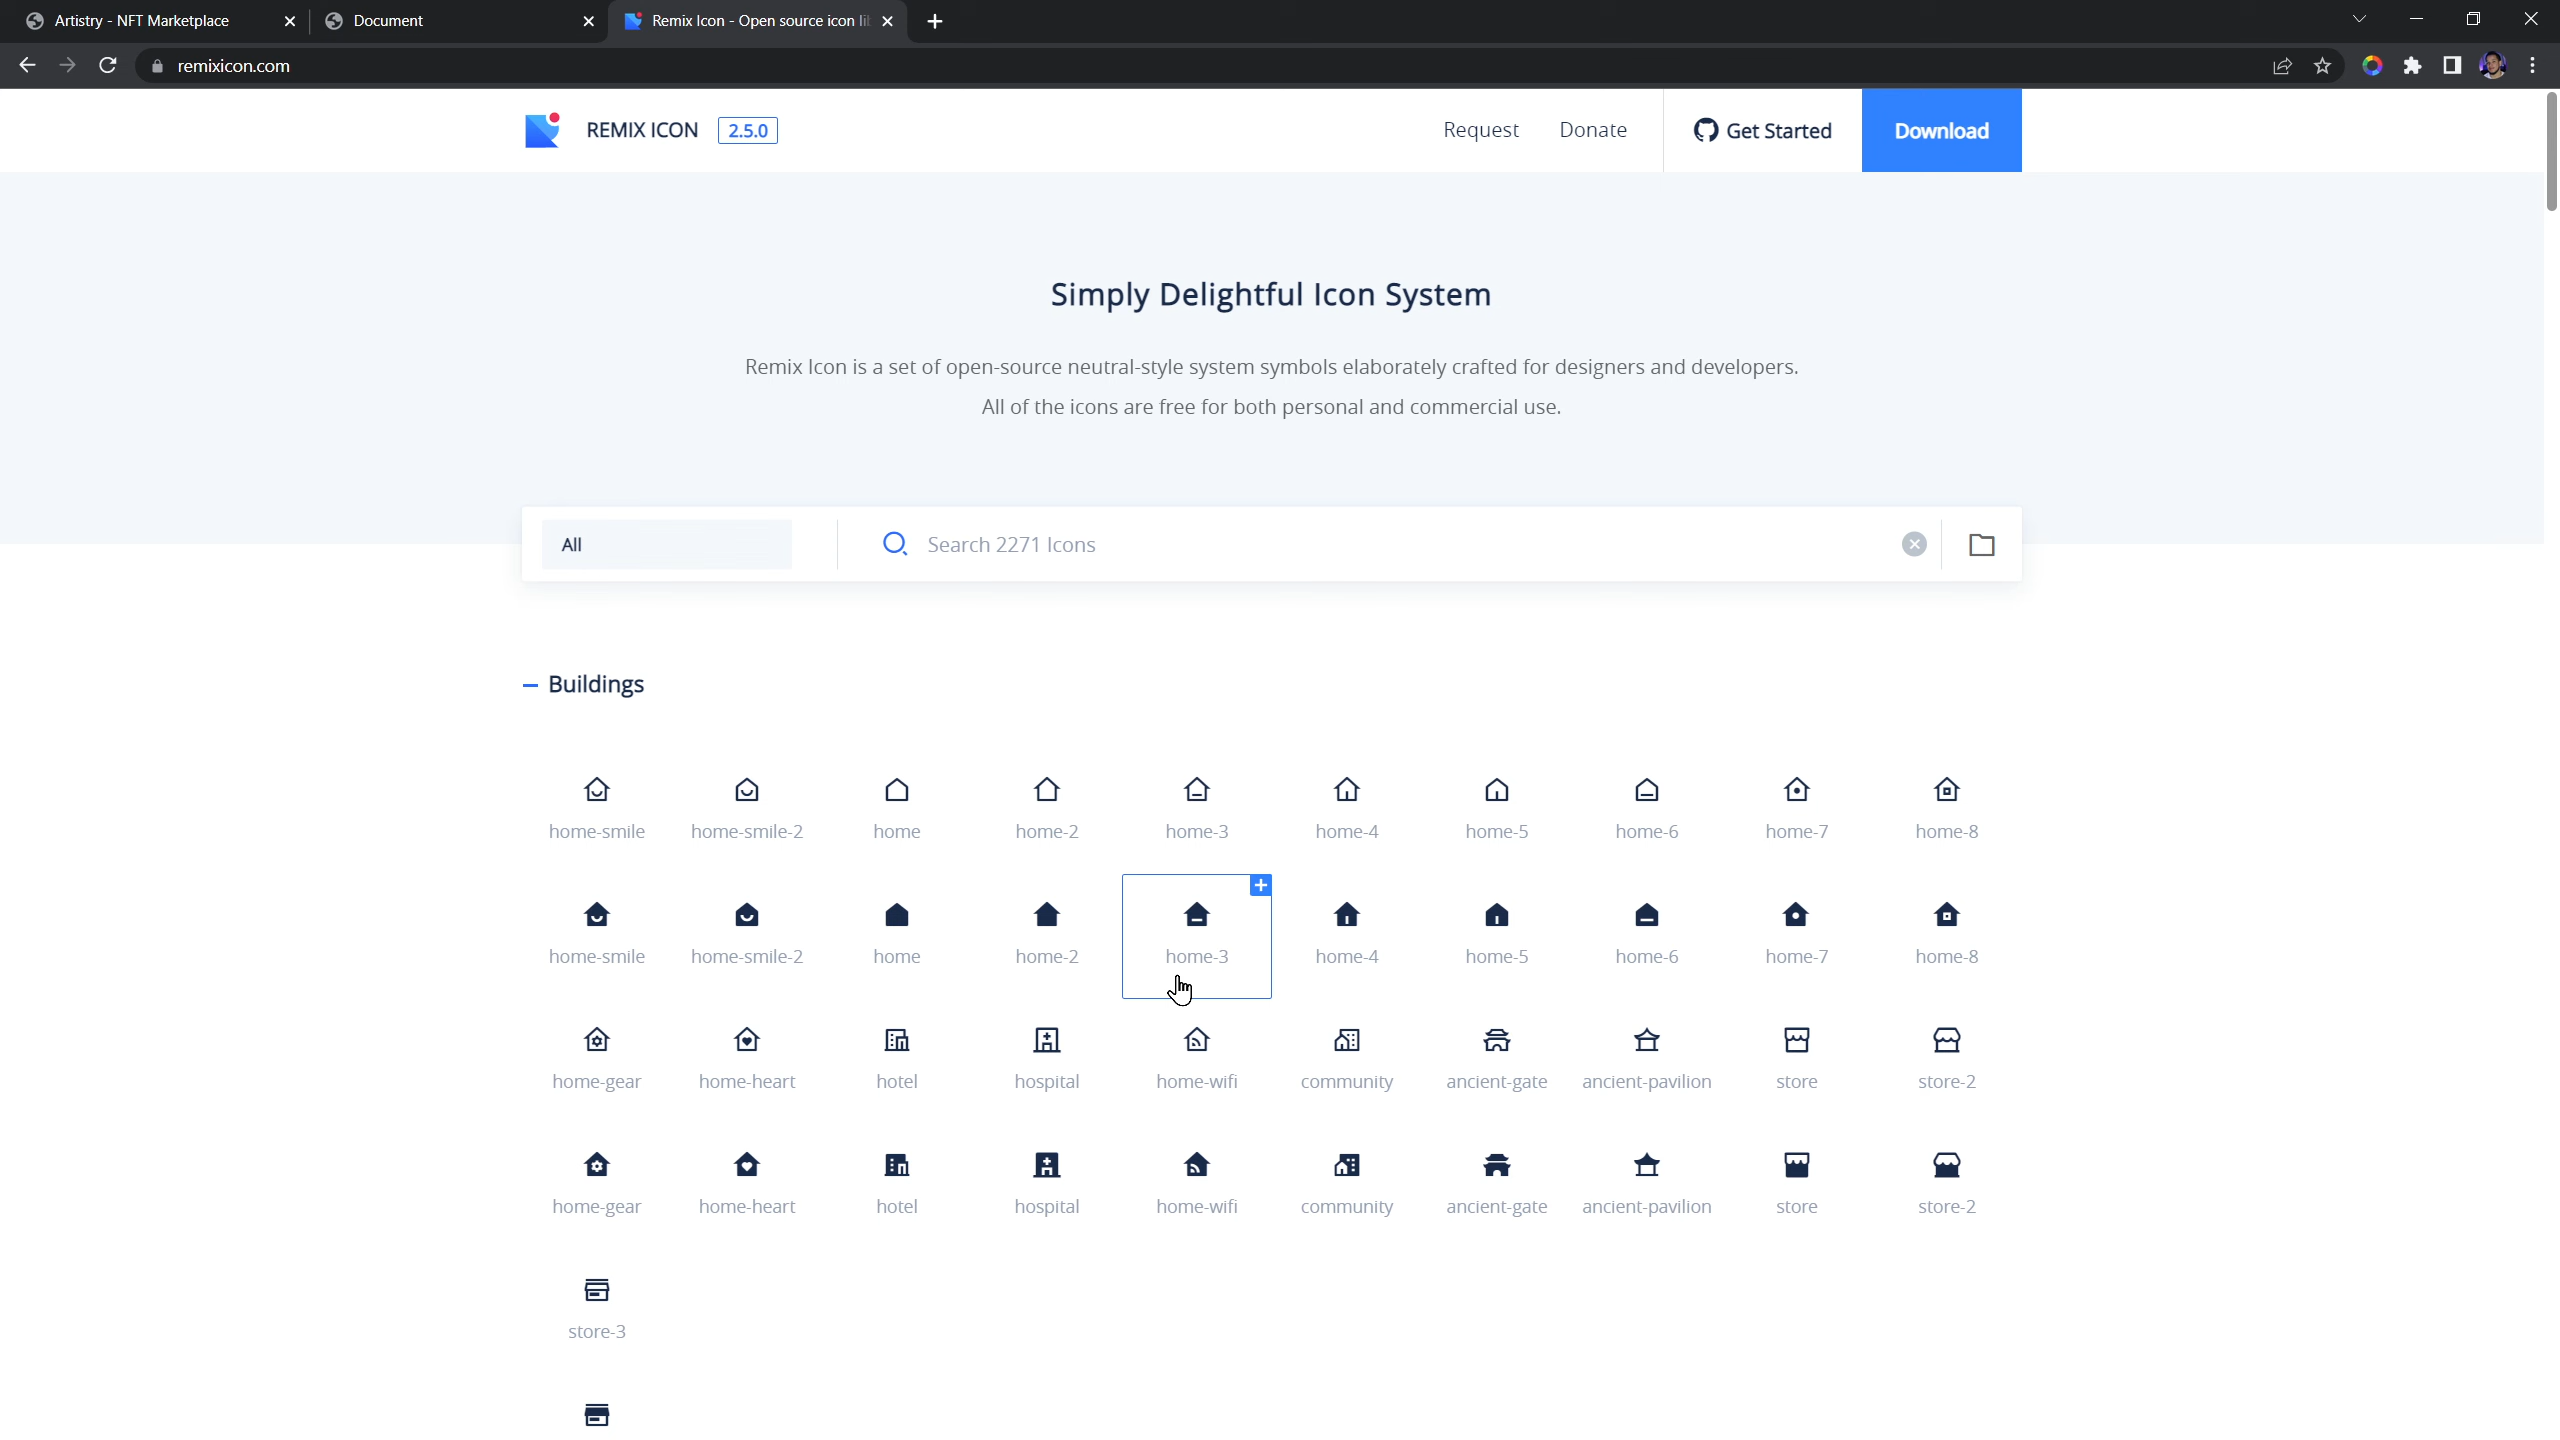 Artistry - NFT Marketplace
Document
Remix Icon - Open source icon li
remixicon.com
REMIX ICON
2.5.0
Request
Donate
Get Started
Download
Simply Delightful Icon System
Remix Icon is a set of open-source neutral-style system symbols elaborately crafted for designers and developers.
All of the icons are free for both personal and commercial use.
All
Search 2271 Icons
Buildings
home-smile home-smile-2 home home-2 home-3 home-4 home-5 home-6 home-7 home-8
home-smile home-smile-2 home home-2 home-3 home-4 home-5 home-6 home-7 home-8
home-gear home-heart hotel hospital home-wifi community ancient-gate ancient-pavilion store store-2
home-gear home-heart hotel hospital home-wifi community ancient-gate ancient-pavilion store store-2
store-3